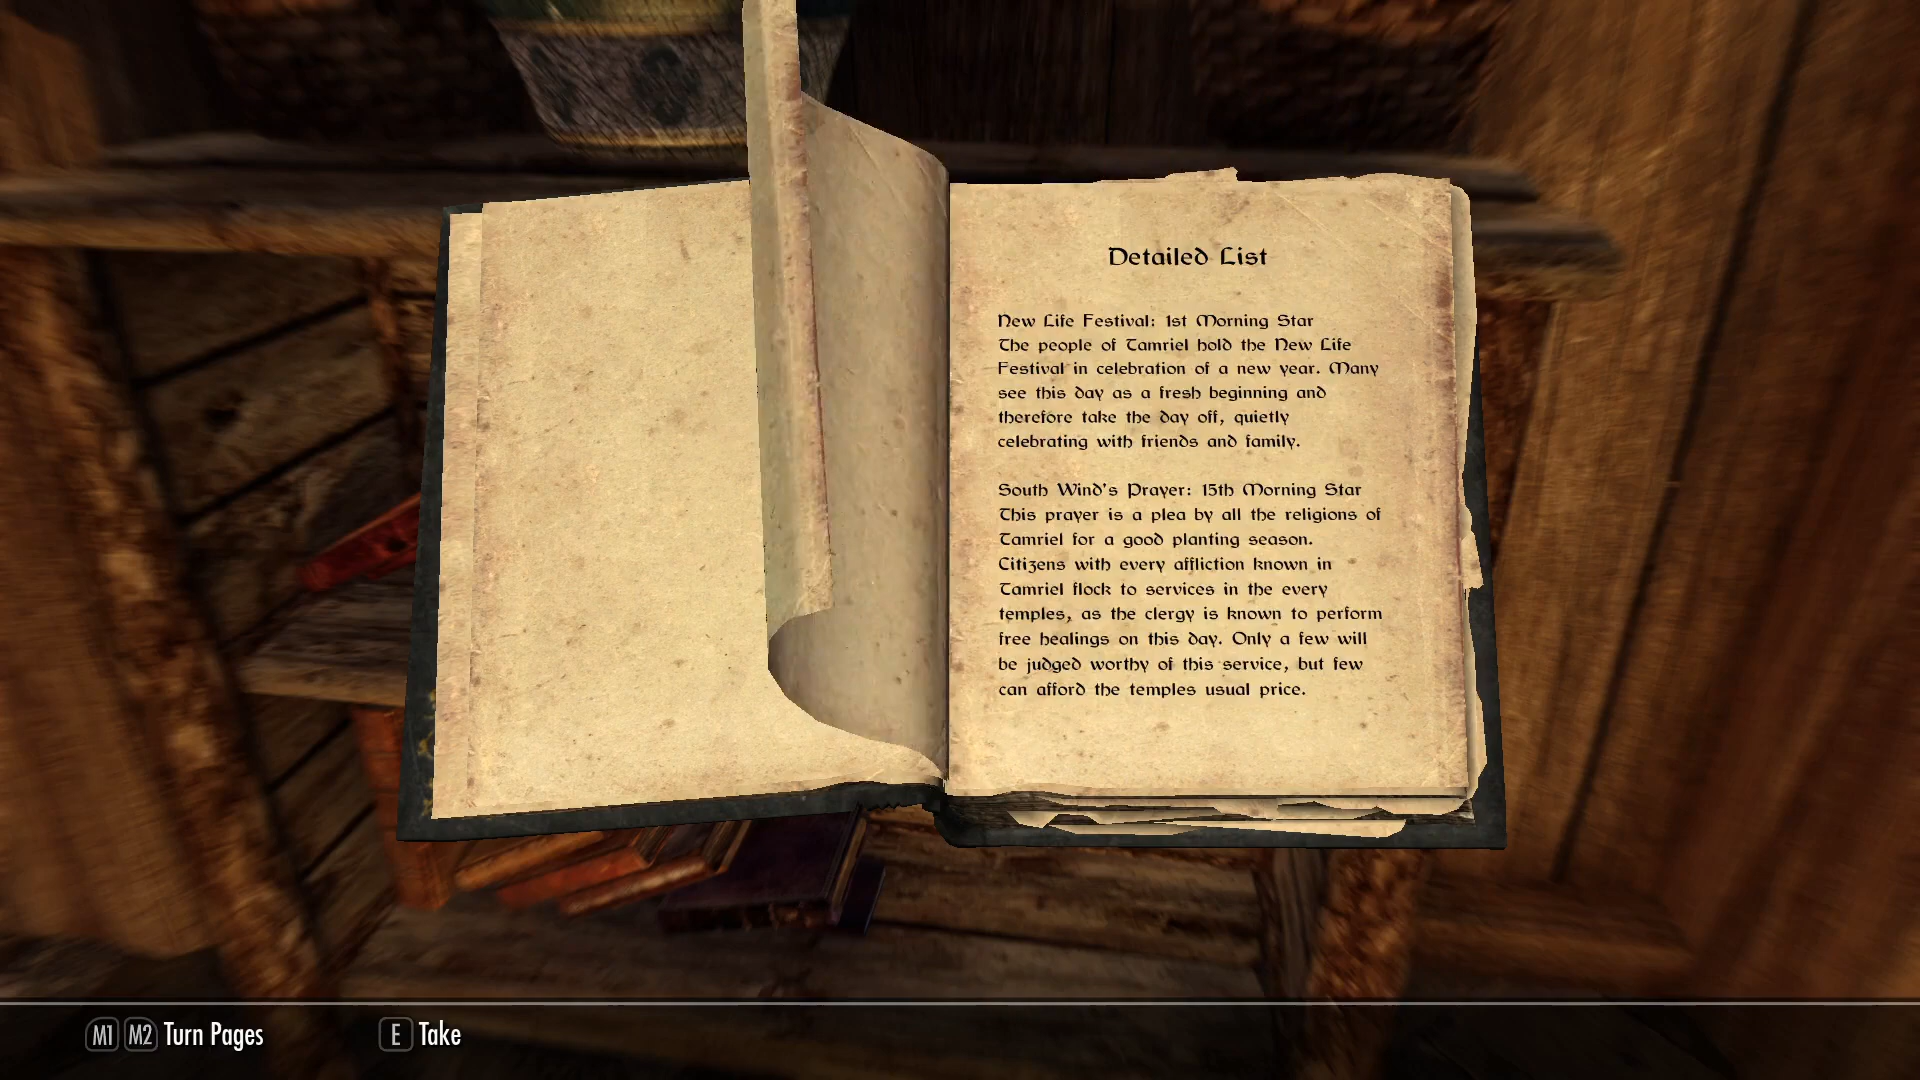 Detailed List
New Life Festival: 1st Morning Star
The people of Tamriel hold the New Life
Festival in celebration of a new year. Many
see this day as a fresh beginning and
therefore take the day off, quietly
celebrating with friends and family.
South Wind's Prayer: 15th Morning Star
This prayer is a plea by all the religions of
Tamriel for a good planting season.
Citizens with every affliction known in
Tamriel flock to services in the every
temples, as the clergy is known to perform
free healings on this day. Only a few will
be judged worthy of this service, but few
can afford the temples usual price.
M1 M2 Turn Pages
E Take